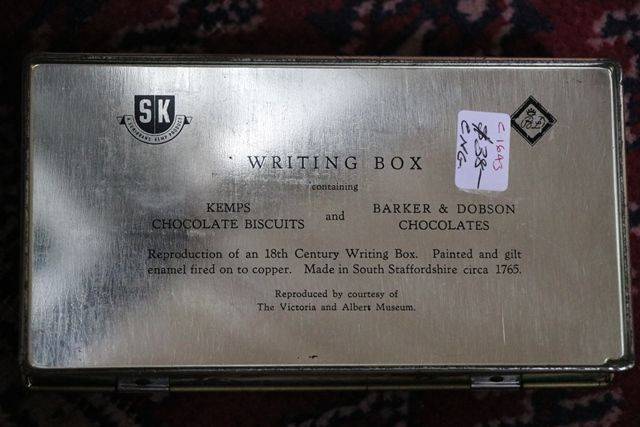 SK
WRITING BOX
containing
KEMPS
CHOCOLATE BISCUITS
and
BARKER & DOBSON
CHOCOLATES
Reproduction of an 18th Century Writing Box. Painted and gilt
enamel fired on to copper. Made in South Staffordshire circa 1765.
Reproduced by courtesy of
The Victoria and Albert Museum.
$38-
ENG.